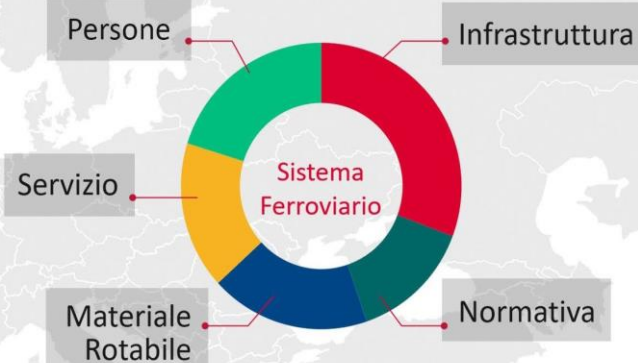 Persone
Infrastruttura
Sistema
Ferroviario
Servizio
Materiale
Rotabile
Normativa